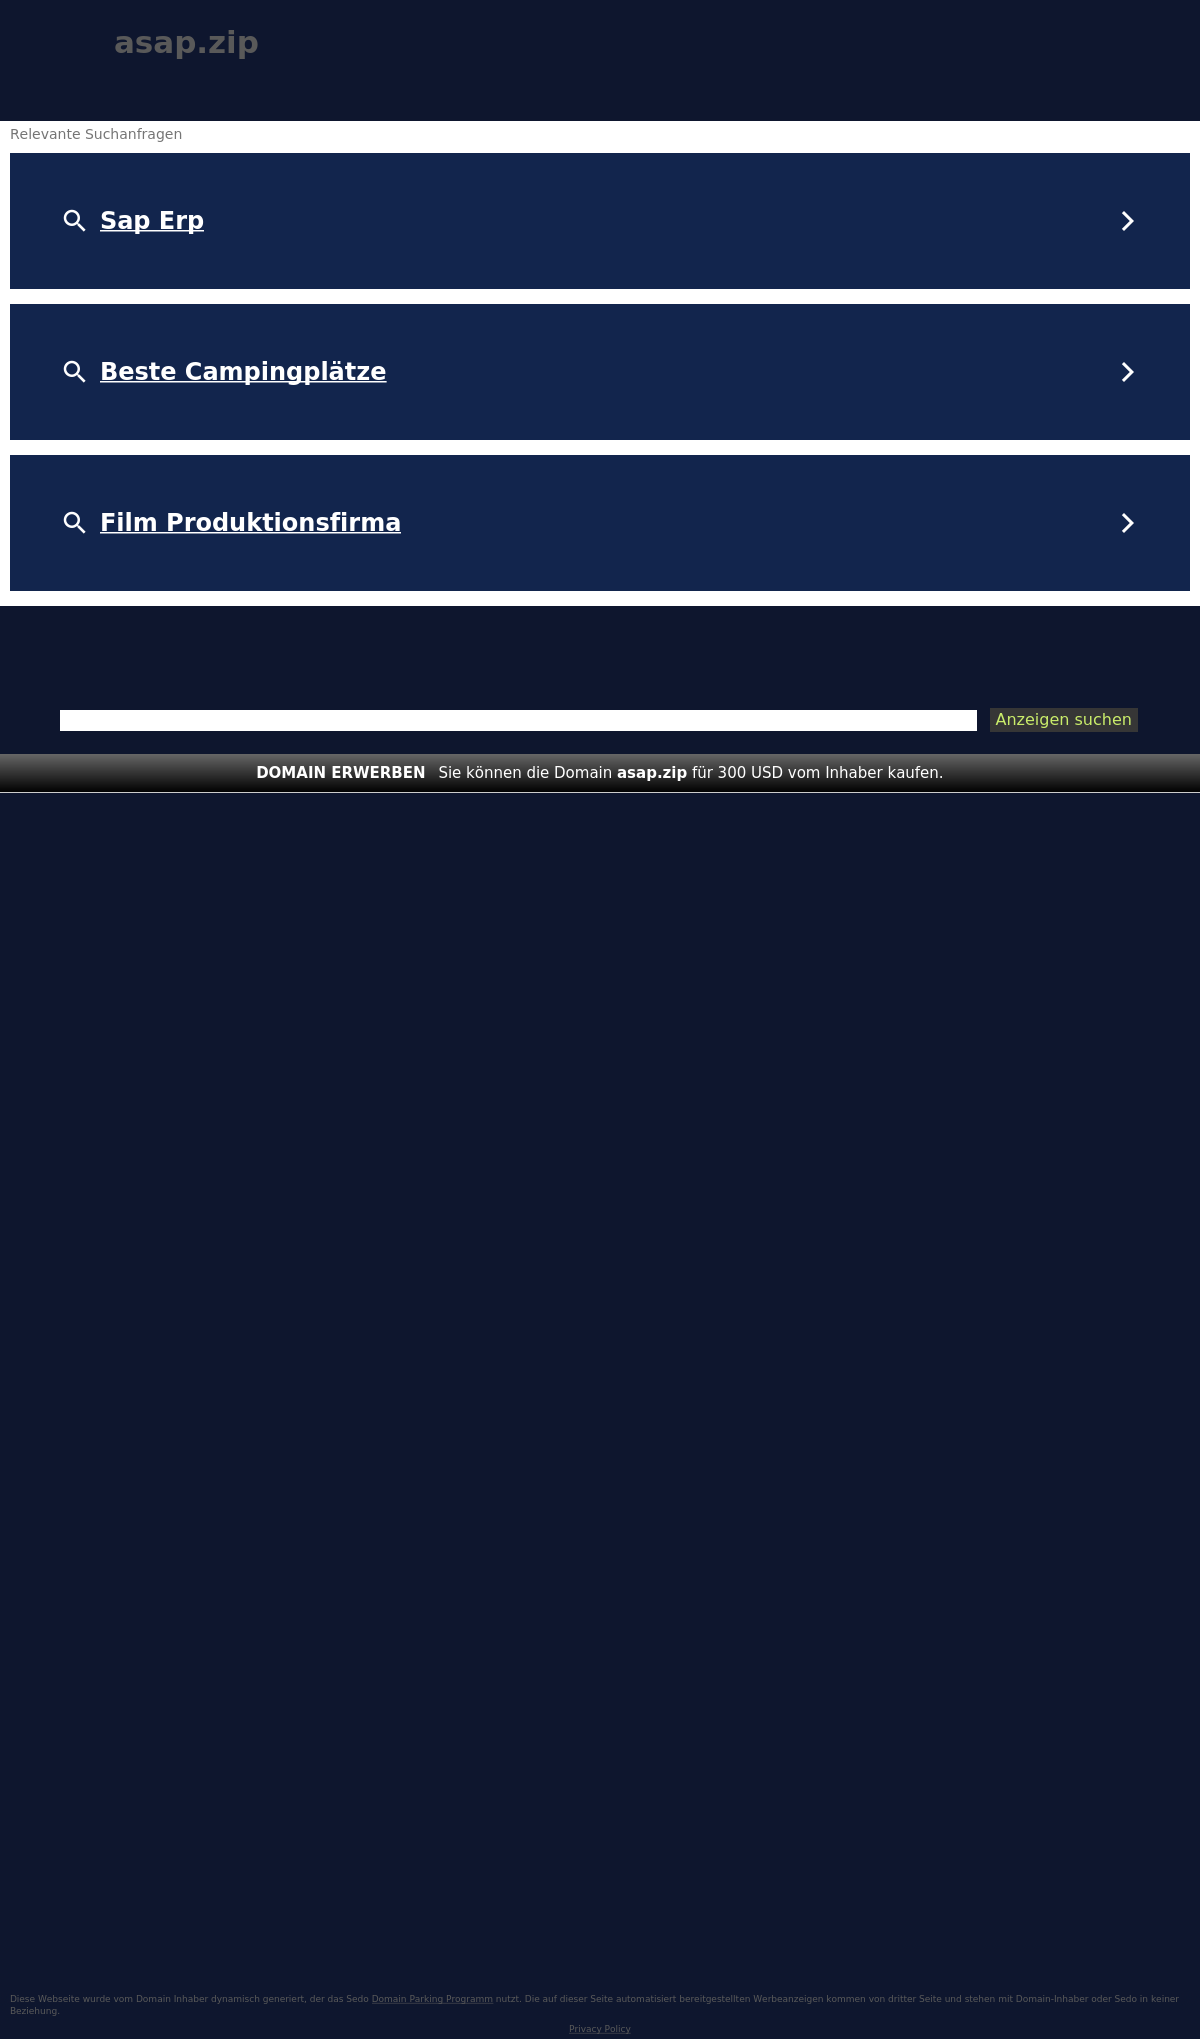 asap.zip
Relevante Suchanfragen
Sap Erp
Beste Campingplätze
Film Produktionsfirma
Anzeigen suchen
DOMAIN ERWERBEN Sie können die Domain asap.zip für 300 USD vom Inhaber kaufen.
Diese Webseite wurde vom Domain Inhaber dynamisch generiert, der das Sedo Domain Parking Programm nutzt. Die auf dieser Seite automatisiert bereitgestellten Werbeanzeigen kommen von dritter Seite und stehen mit Domain-Inhaber oder Sedo in keiner
Beziehung.
Privacy Policy